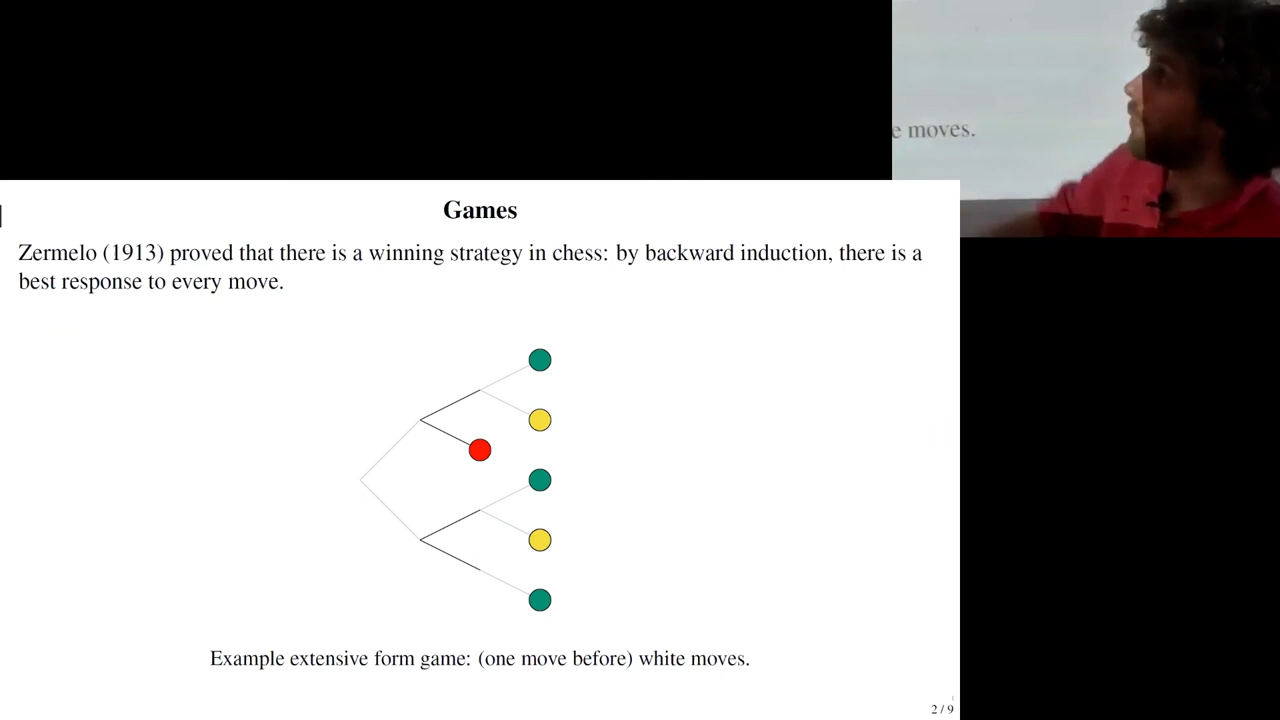 e moves.
Games
Zermelo (1913) proved that there is a winning strategy in chess: by backward induction, there is a
best response to every move.
Example extensive form game: (one move before) white moves.
2 / 9